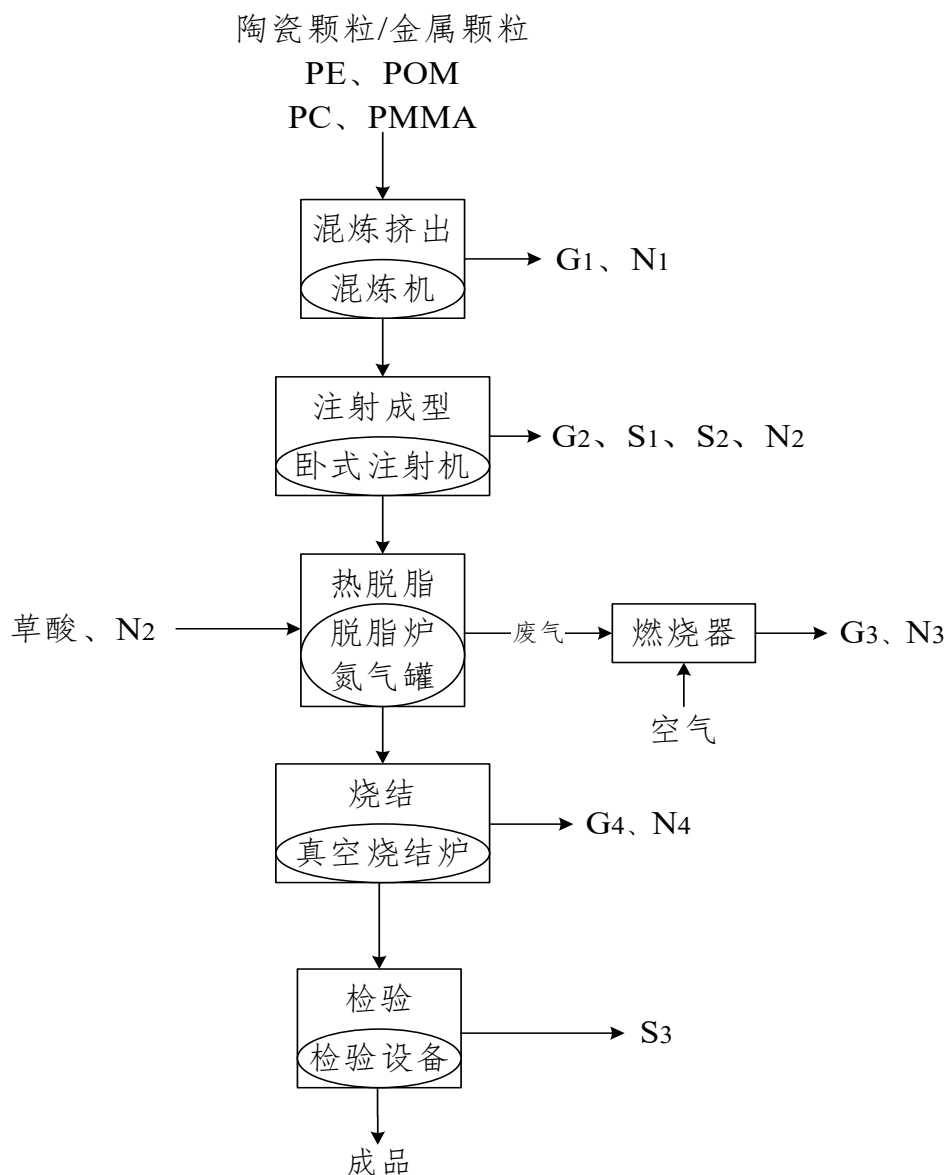 陶瓷颗粒/金属颗粒
PE、POM
PC、PMMA
混炼挤出
混炼机
G1、N1
注射成型
卧式注射机
G2、S1、S2、N2
草酸、N2
热脱脂
脱脂炉
氮气罐
废气
燃烧器
G3、N3
空气
烧结
真空烧结炉
G4、N4
检验
检验设备
S3
成品